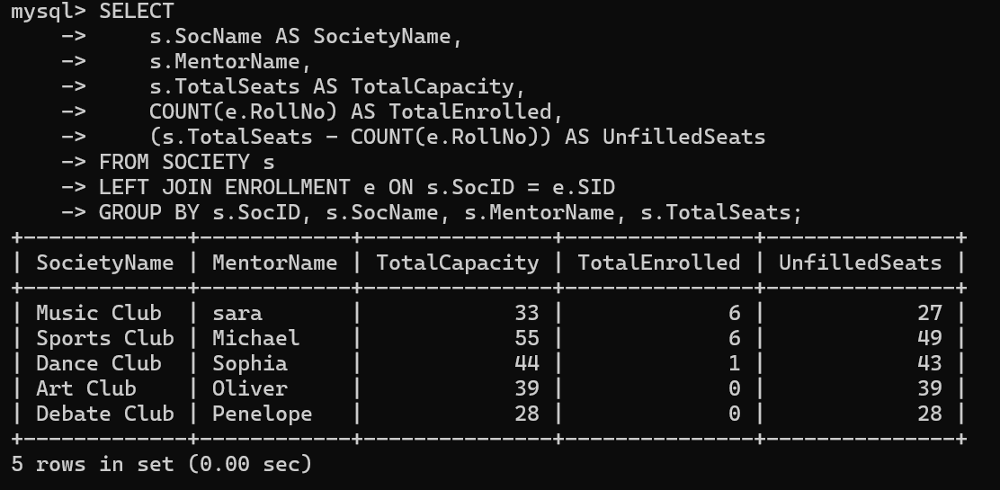 mysql> SELECT
    ->     s.SocName AS SocietyName,
    ->     s.MentorName,
    ->     s.TotalSeats AS TotalCapacity,
    ->     COUNT(e.RollNo) AS TotalEnrolled,
    ->     (s.TotalSeats - COUNT(e.RollNo)) AS UnfilledSeats
    -> FROM SOCIETY s
    -> LEFT JOIN ENROLLMENT e ON s.SocID = e.SID
    -> GROUP BY s.SocID, s.SocName, s.MentorName, s.TotalSeats;
+-------------+------------+---------------+---------------+---------------+
| SocietyName | MentorName | TotalCapacity | TotalEnrolled | UnfilledSeats |
+-------------+------------+---------------+---------------+---------------+
| Music Club  | sara       |            33 |             6 |            27 |
| Sports Club | Michael    |            55 |             6 |            49 |
| Dance Club  | Sophia     |            44 |             1 |            43 |
| Art Club    | Oliver     |            39 |             0 |            39 |
| Debate Club | Penelope   |            28 |             0 |            28 |
+-------------+------------+---------------+---------------+---------------+
5 rows in set (0.00 sec)